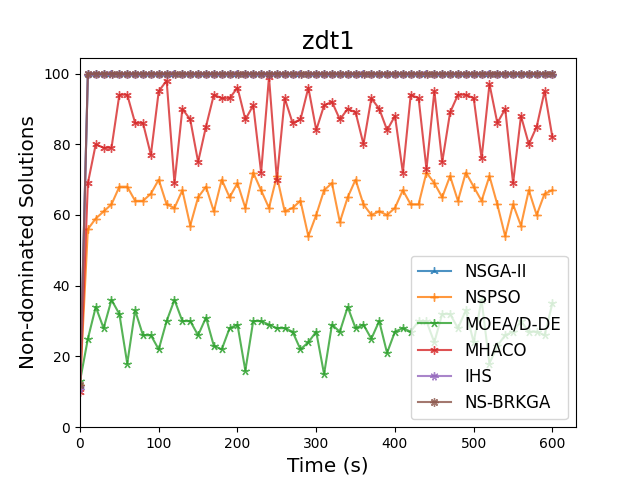 zdt1
Non-dominated Solutions
100
80
60
40
20
0
NSGA-II
NSPSO
MOEA/D-DE
MHACO
IHS
NS-BRKGA
0 100 200 300 400 500 600
Time (s)